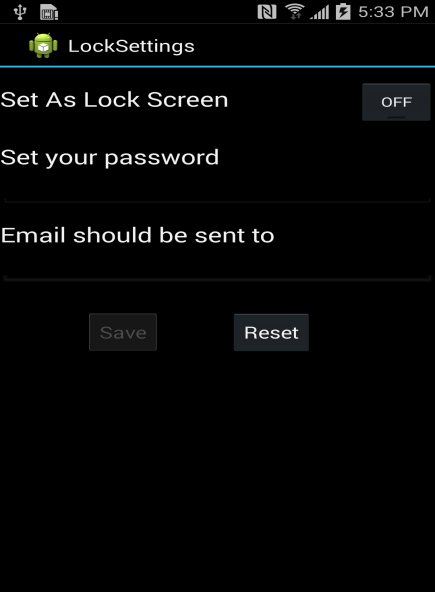 5:33 PM
LockSettings
Set As Lock Screen
OFF
Set your password
Email should be sent to
Save Reset